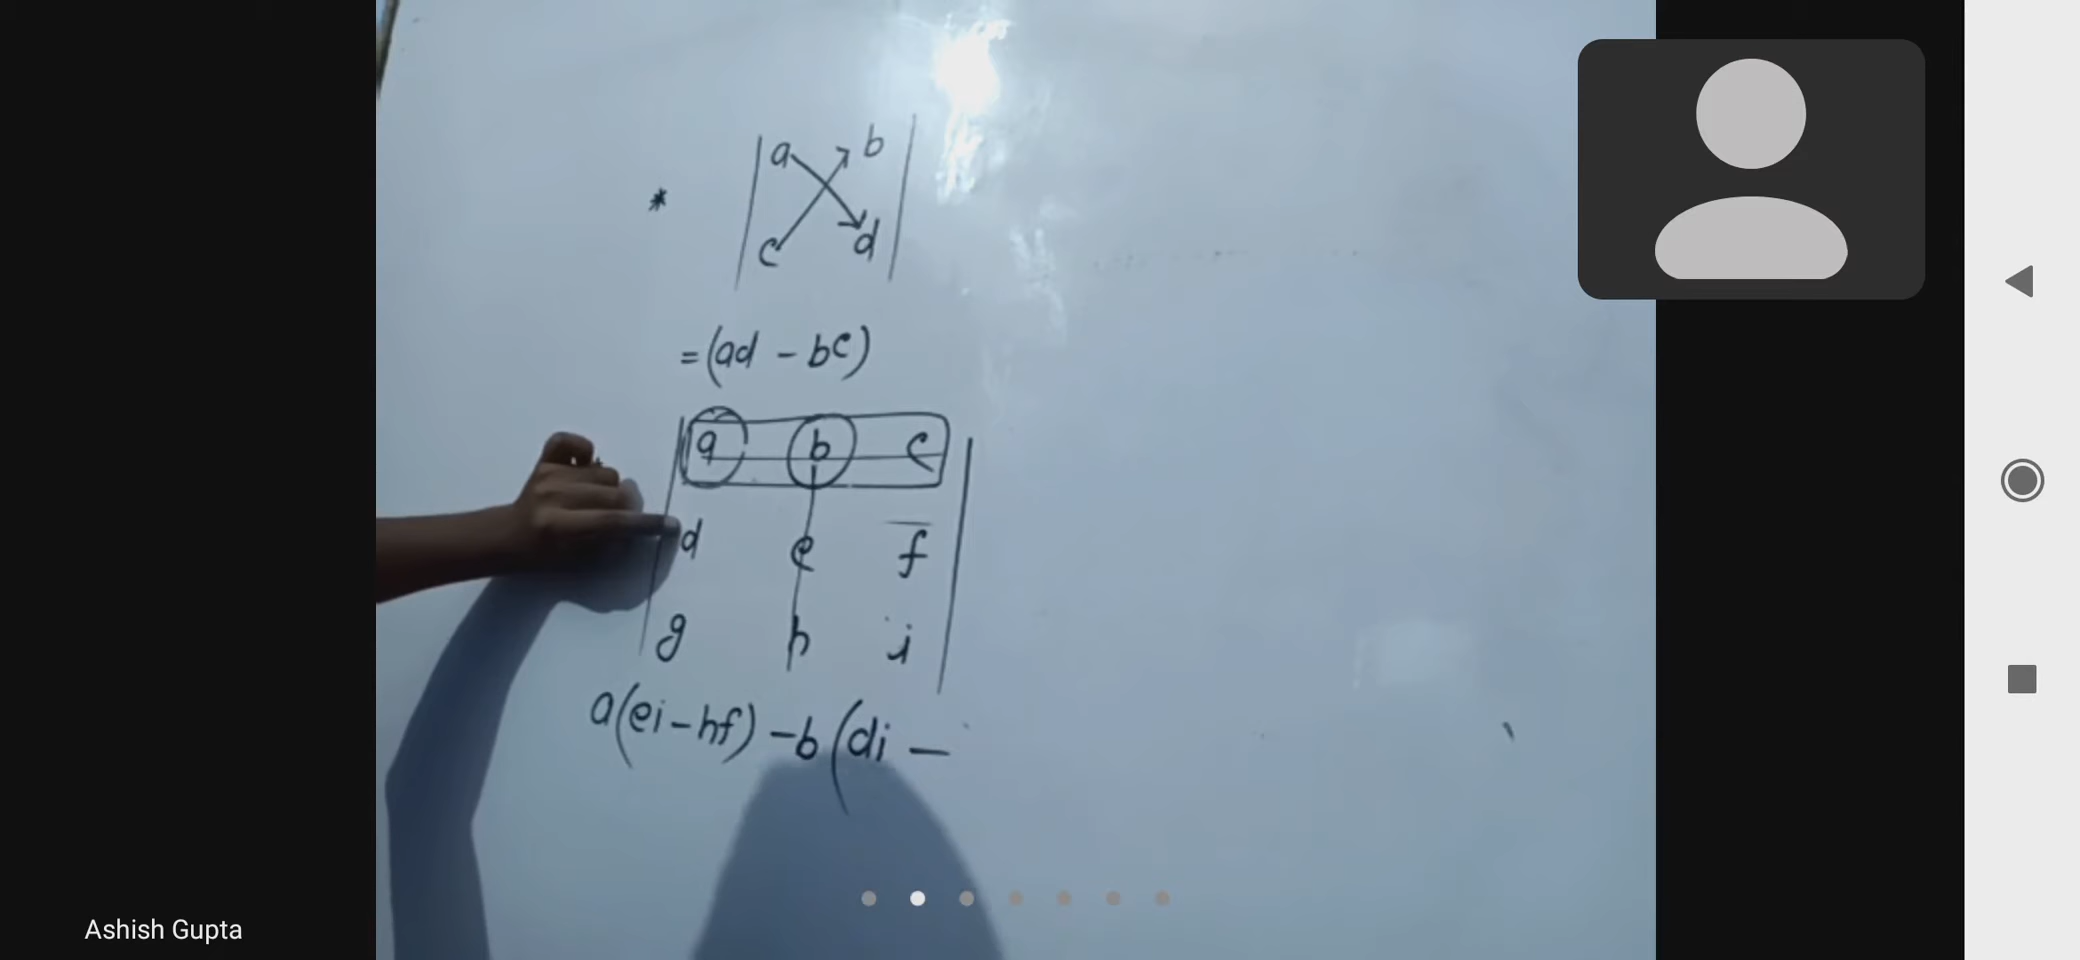 * | a b |
| c d |
= (ad - bc)
| a b c |
| d e f |
| g h i |
a(ei - hf) - b(di -
Ashish Gupta